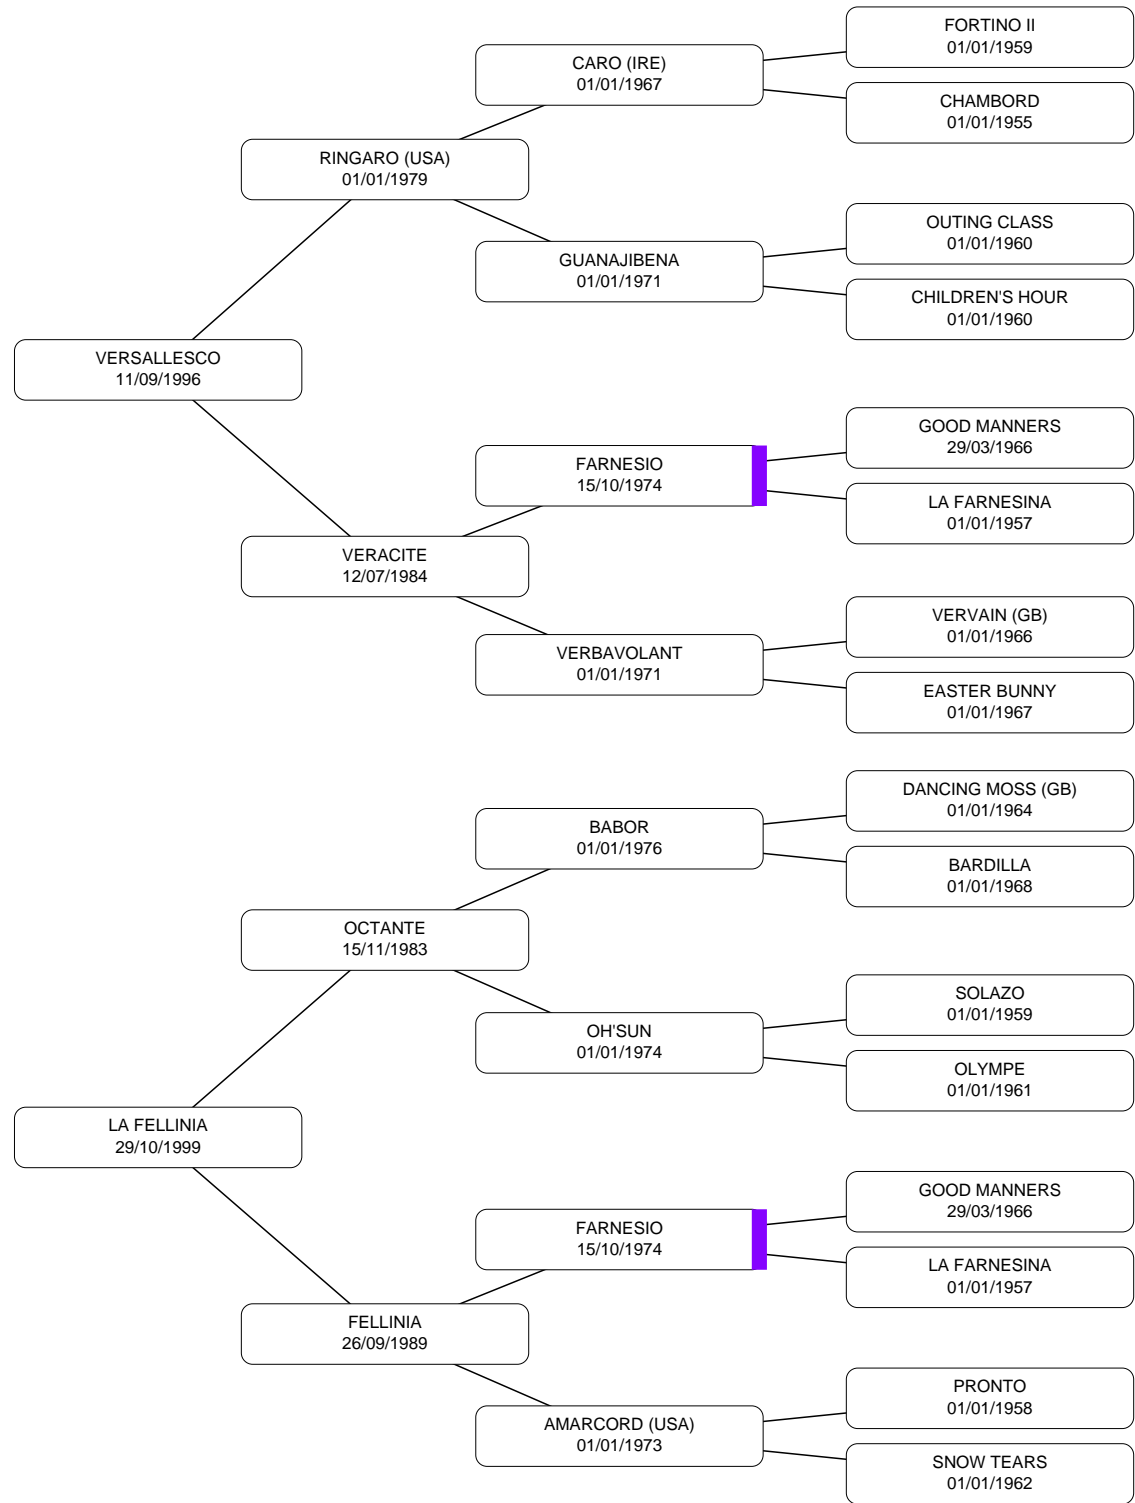 FORTINO II
01/01/1959
CARO (IRE)
01/01/1967
CHAMBORD
01/01/1955
RINGARO (USA)
01/01/1979
OUTING CLASS
01/01/1960
GUANAJIBENA
01/01/1971
CHILDREN'S HOUR
01/01/1960
VERSALLESCO
11/09/1996
GOOD MANNERS
29/03/1966
FARNESIO
15/10/1974
LA FARNESINA
01/01/1957
VERACITE
12/07/1984
VERVAIN (GB)
01/01/1966
VERBAVOLANT
01/01/1971
EASTER BUNNY
01/01/1967
DANCING MOSS (GB)
01/01/1964
BABOR
01/01/1976
BARDILLA
01/01/1968
OCTANTE
15/11/1983
SOLAZO
01/01/1959
OH'SUN
01/01/1974
OLYMPE
01/01/1961
LA FELLINIA
29/10/1999
GOOD MANNERS
29/03/1966
FARNESIO
15/10/1974
LA FARNESINA
01/01/1957
FELLINIA
26/09/1989
PRONTO
01/01/1958
AMARCORD (USA)
01/01/1973
SNOW TEARS
01/01/1962